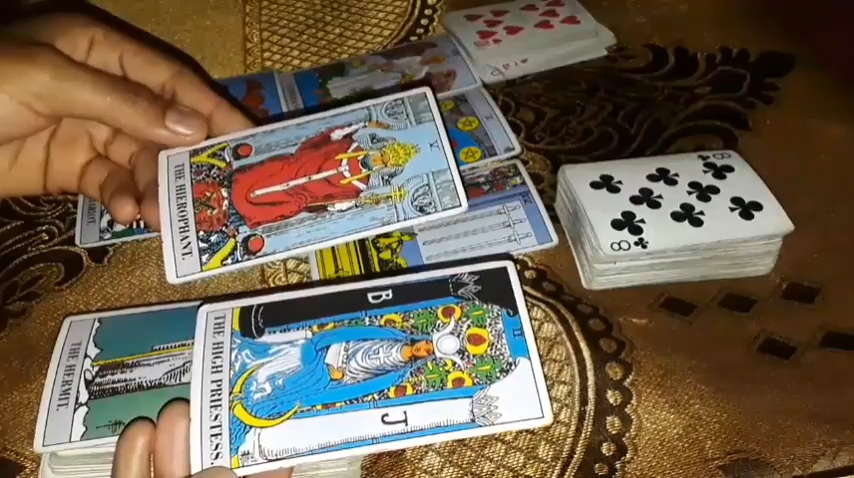 THE HIEROPHANT.
V
THE HERMIT.
THE HIGH PRIESTESS
B
J
II
8
8